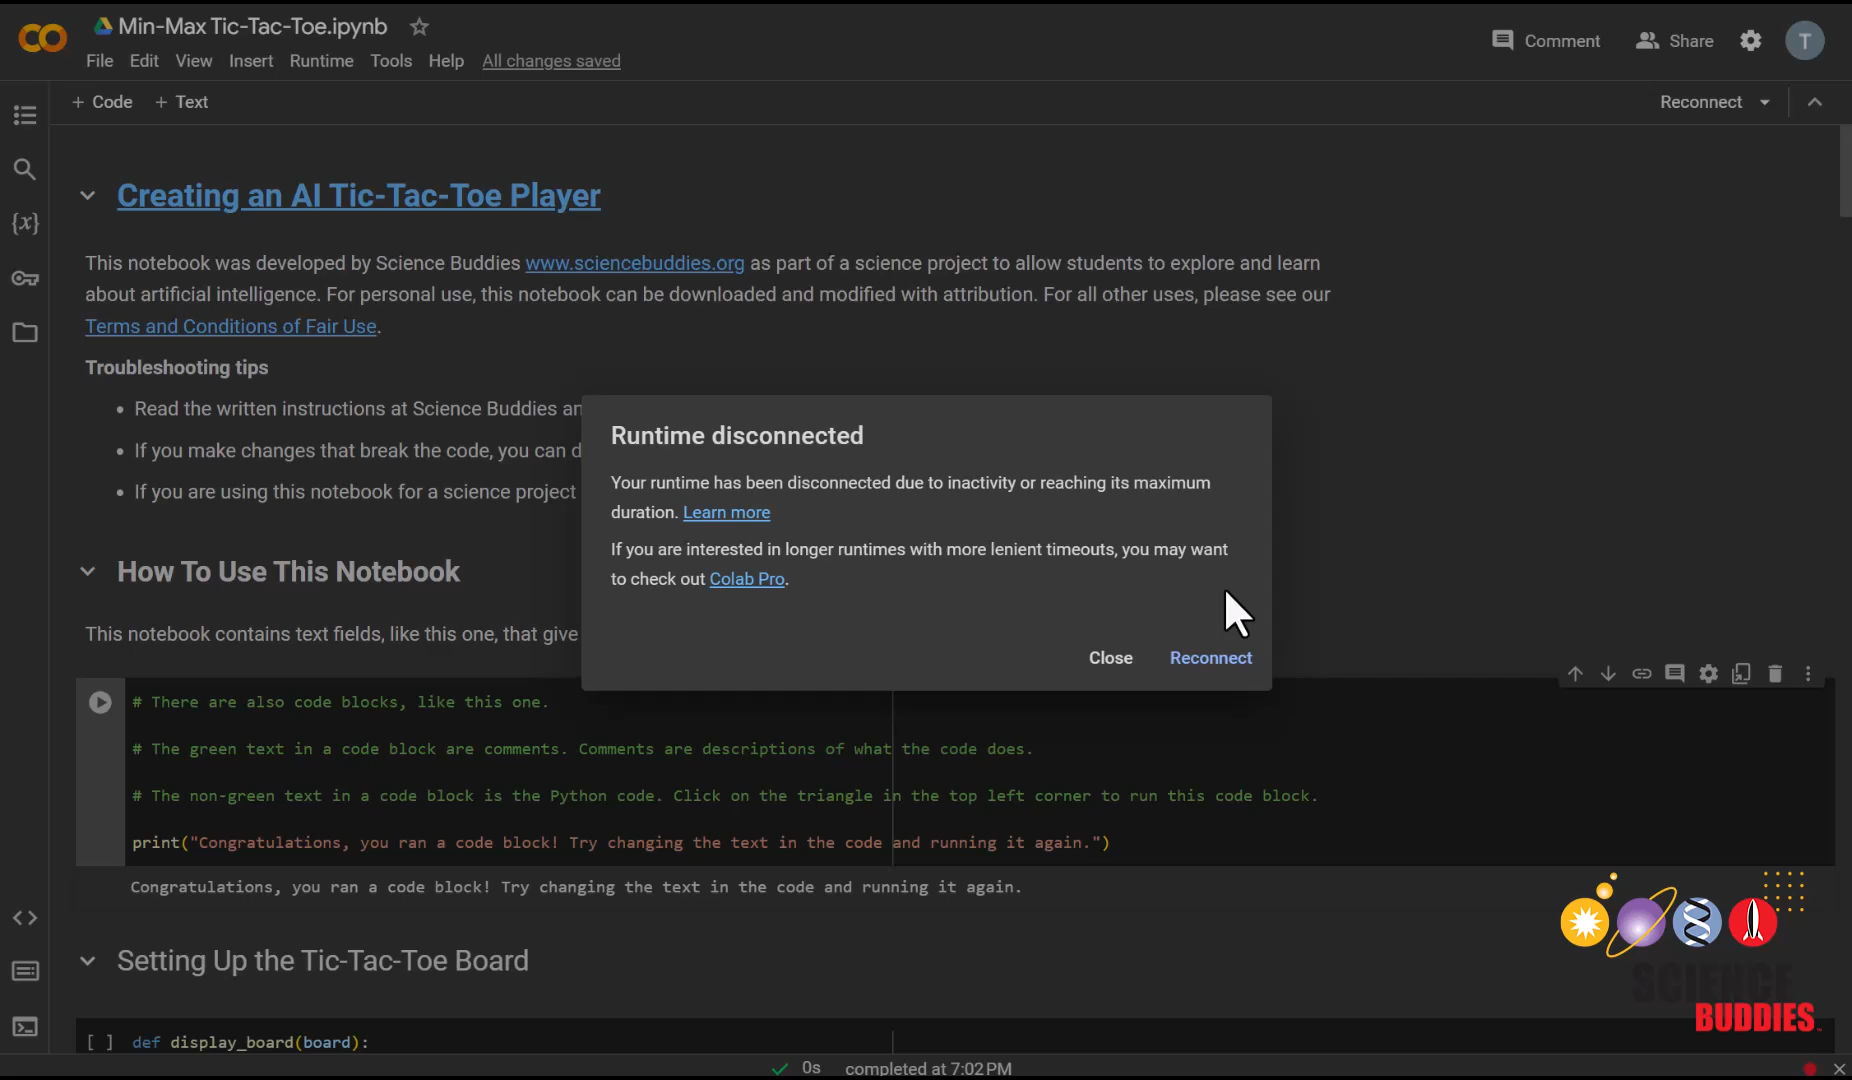 Min-Max Tic-Tac-Toe.ipynb
Comment
Share
T
File Edit View Insert Runtime Tools Help All changes saved
+ Code + Text
Reconnect
Creating an AI Tic-Tac-Toe Player
This notebook was developed by Science Buddies www.sciencebuddies.org as part of a science project to allow students to explore and learn
about artificial intelligence. For personal use, this notebook can be downloaded and modified with attribution. For all other uses, please see our
Terms and Conditions of Fair Use.
Troubleshooting tips
• Read the written instructions at Science Buddies
• If you make changes that break the code, you can
• If you are using this notebook for a science project
Runtime disconnected
Your runtime has been disconnected due to inactivity or reaching its maximum
duration. Learn more
If you are interested in longer runtimes with more lenient timeouts, you may want
to check out Colab Pro.
Close Reconnect
How To Use This Notebook
This notebook contains text fields, like this one, that give
# There are also code blocks, like this one.
# The green text in a code block are comments. Comments are descriptions of what the code does.
# The non-green text in a code block is the Python code. Click on the triangle in the top left corner to run this code block.
print("Congratulations, you ran a code block! Try changing the text in the code and running it again.")
Congratulations, you ran a code block! Try changing the text in the code and running it again.
Setting Up the Tic-Tac-Toe Board
SCIENCE
BUDDIES
[ ] def display_board(board):
0s completed at 7:02 PM